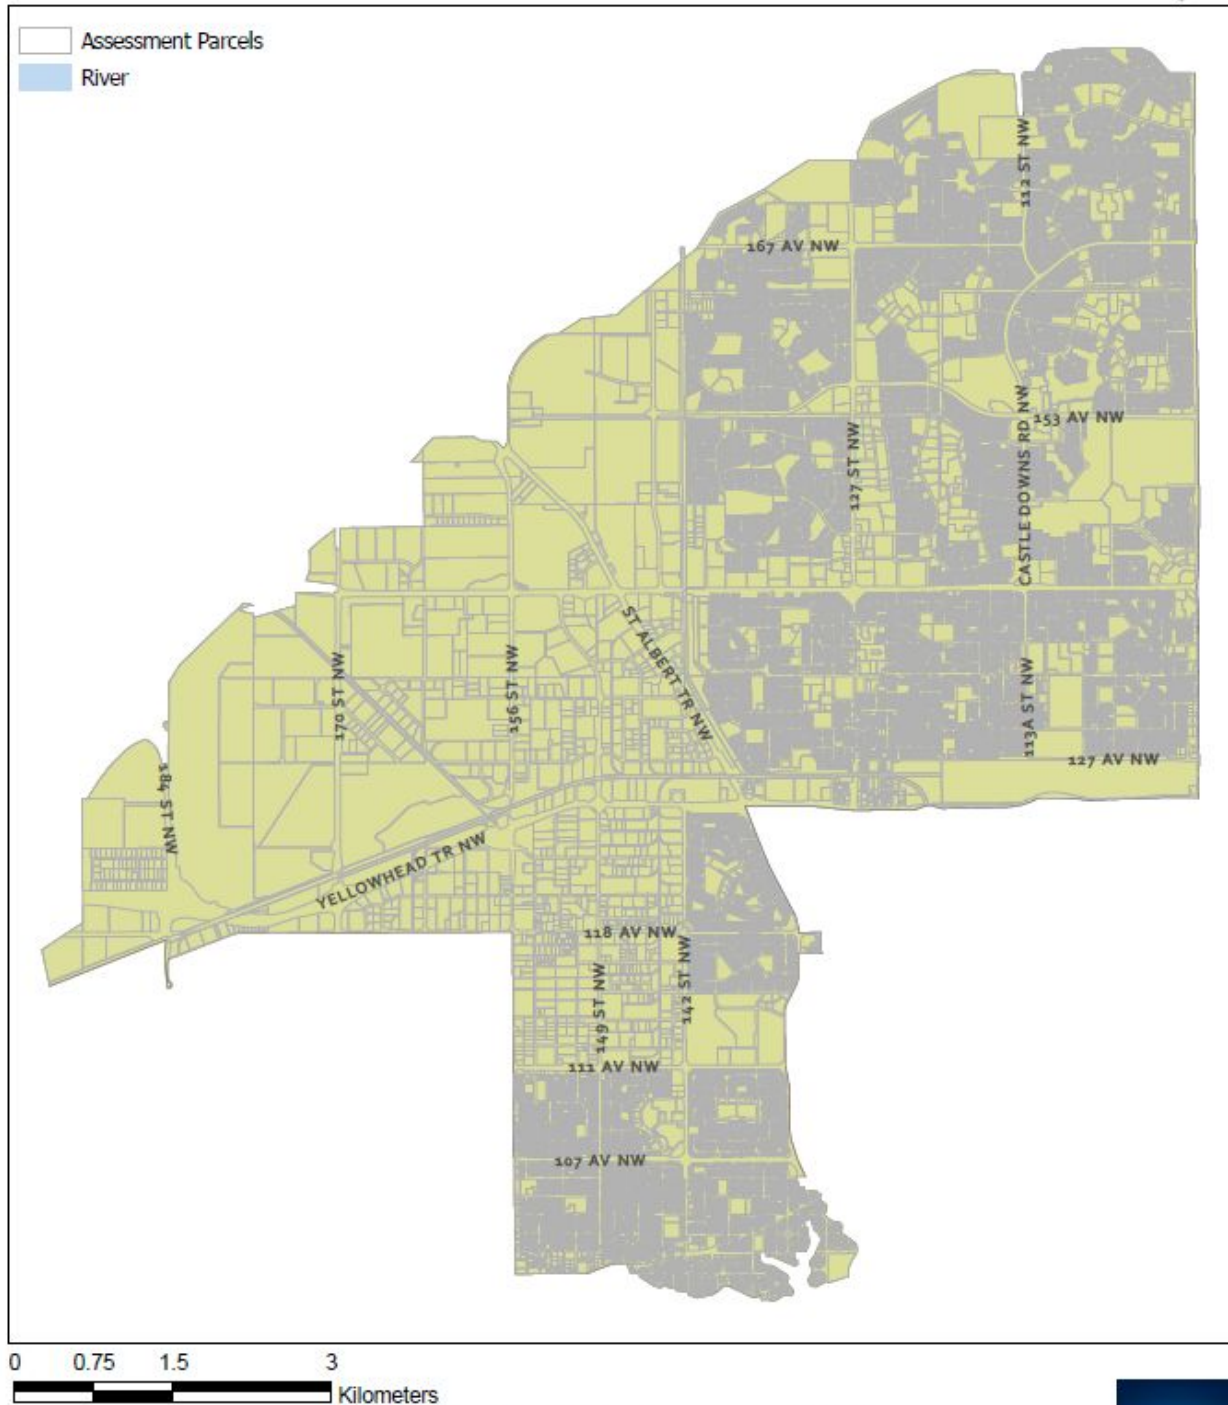 Assessment Parcels
River
112 ST NW
167 AV NW
CASTLE DOWNS RD NW
153 AV NW
127 ST NW
ST ALBERT TR NW
170 ST NW
156 ST NW
113A ST NW
127 AV NW
184 ST NW
YELLOWHEAD TR NW
118 AV NW
142 ST NW
149 ST NW
111 AV NW
107 AV NW
0 0.75 1.5 3
Kilometers